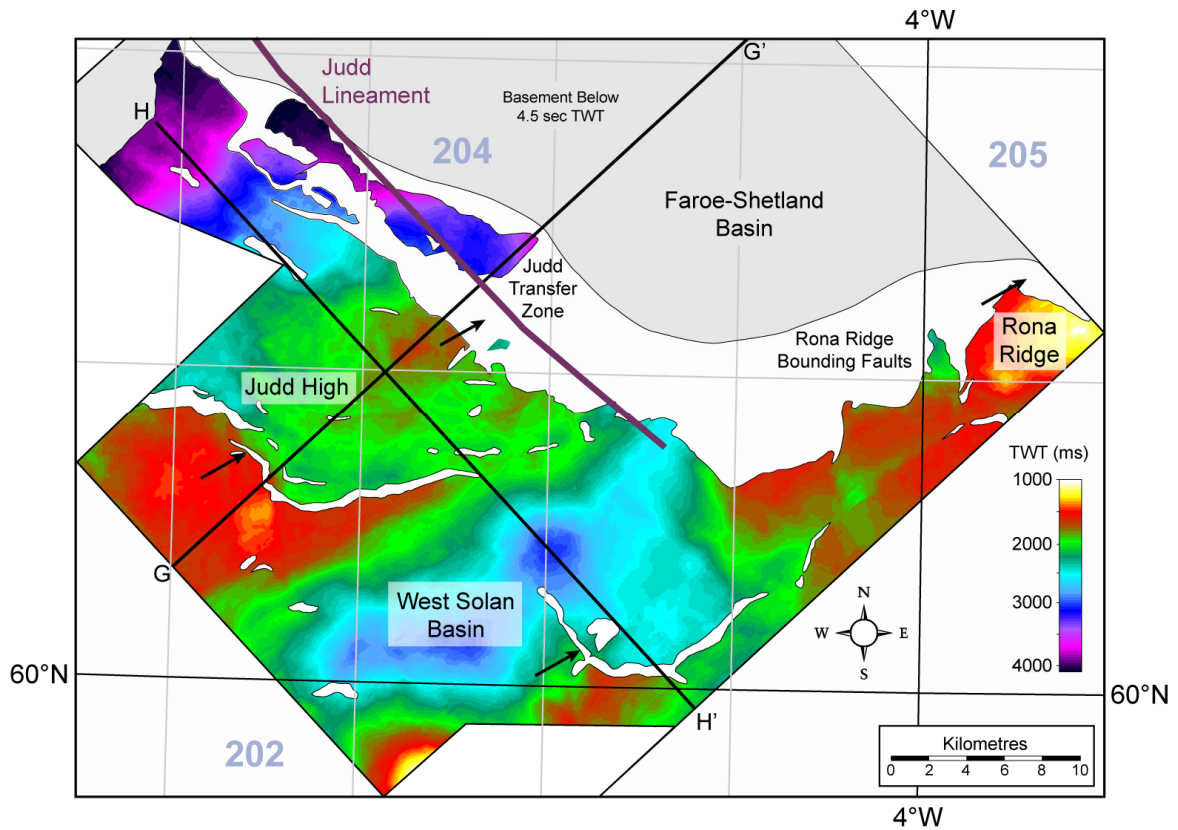 4°W
G'
Judd
Lineament
H
Basement Below
4.5 sec TWT
204
205
Faroe-Shetland
Basin
Judd
Transfer
Zone
Rona
Ridge
Rona Ridge
Bounding Faults
Judd High
TWT (ms)
1000
2000
3000
4000
G
West Solan
Basin
N
W
E
S
60°N
60°N
H'
202
Kilometres
0 2 4 6 8 10
4°W